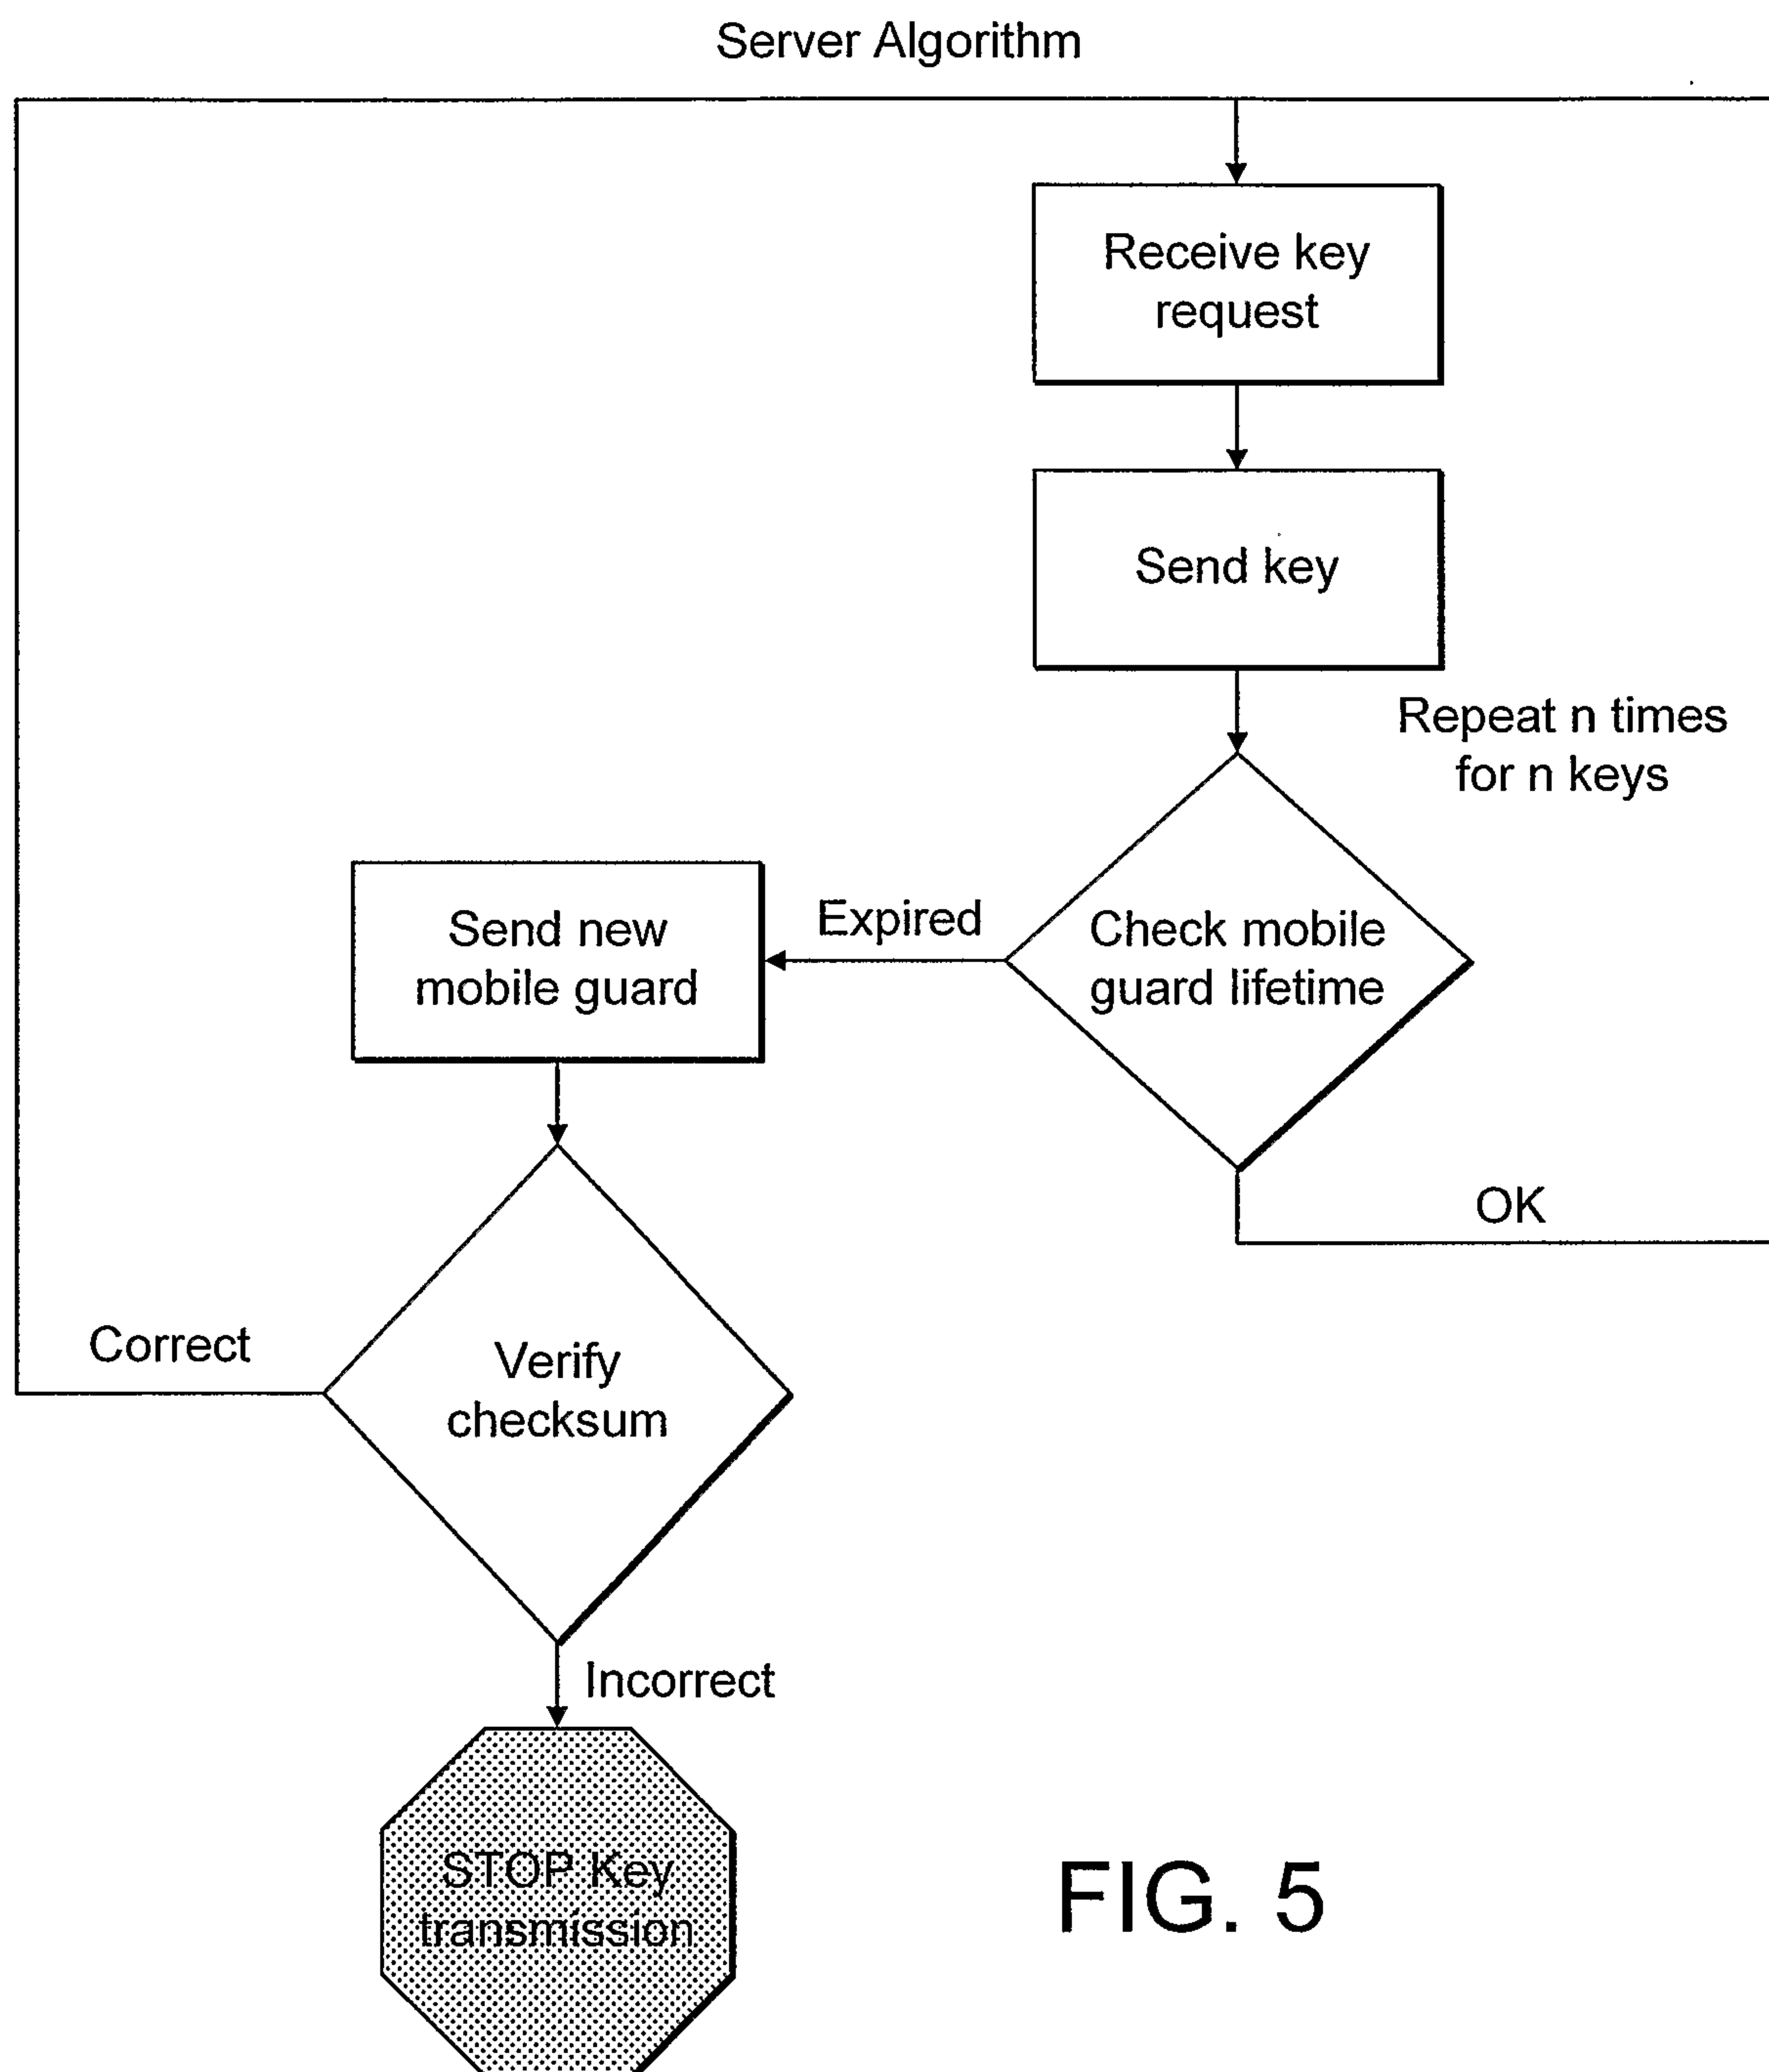 Server Algorithm
Receive key
request
Send key
Repeat n times
for n keys
Check mobile
guard lifetime
Expired
Send new
mobile guard
OK
Verify
checksum
Correct
Incorrect
STOP Key
transmission
FIG. 5